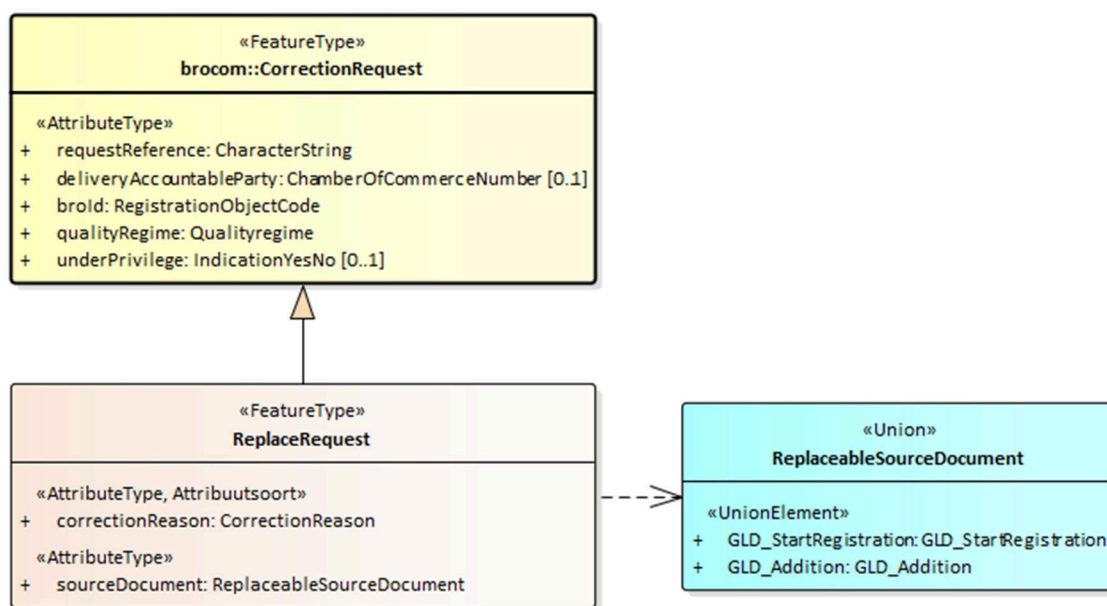 «FeatureType»
brocom::CorrectionRequest
«AttributeType»
+ requestReference: CharacterString
+ deliveryAccountableParty: ChamberOfCommerceNumber [0..1]
+ broId: RegistrationObjectCode
+ qualityRegime: Qualityregime
+ underPrivilege: IndicationYesNo [0..1]
«FeatureType»
ReplaceRequest
«AttributeType, Attribuutsoort»
+ correctionReason: CorrectionReason
«AttributeType»
+ sourceDocument: ReplaceableSourceDocument
«Union»
ReplaceableSourceDocument
«UnionElement»
+ GLD_StartRegistration: GLD_StartRegistration
+ GLD_Addition: GLD_Addition